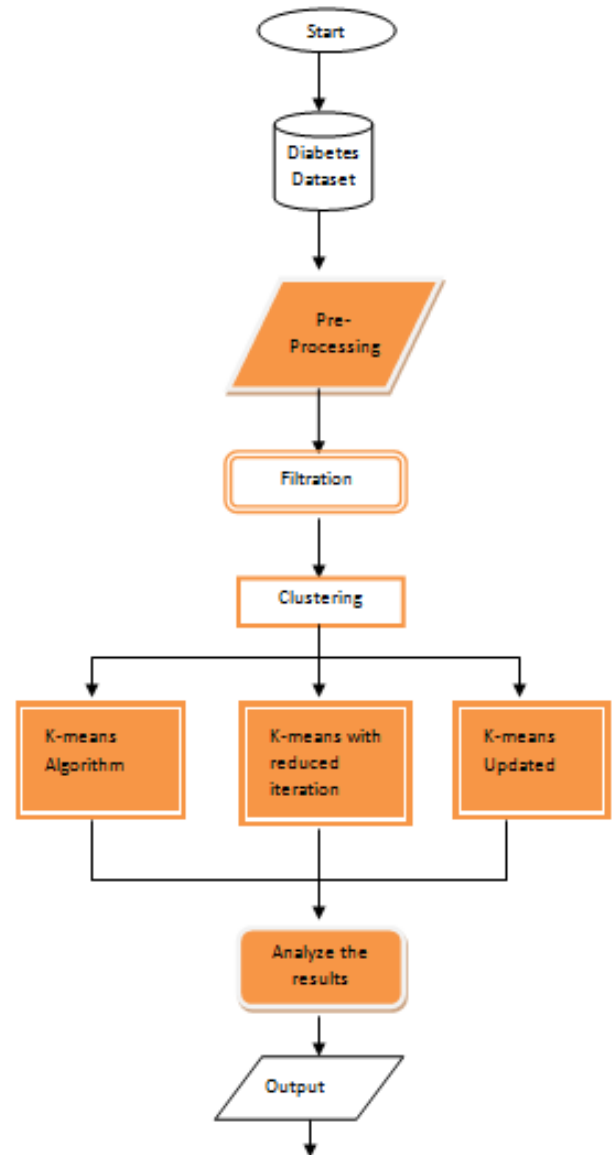 Start
Diabetes
Dataset
Pre-
Processing
Filtration
Clustering
K-means
Algorithm
K-means with
reduced
iteration
K-means
Updated
Analyze the
results
Output